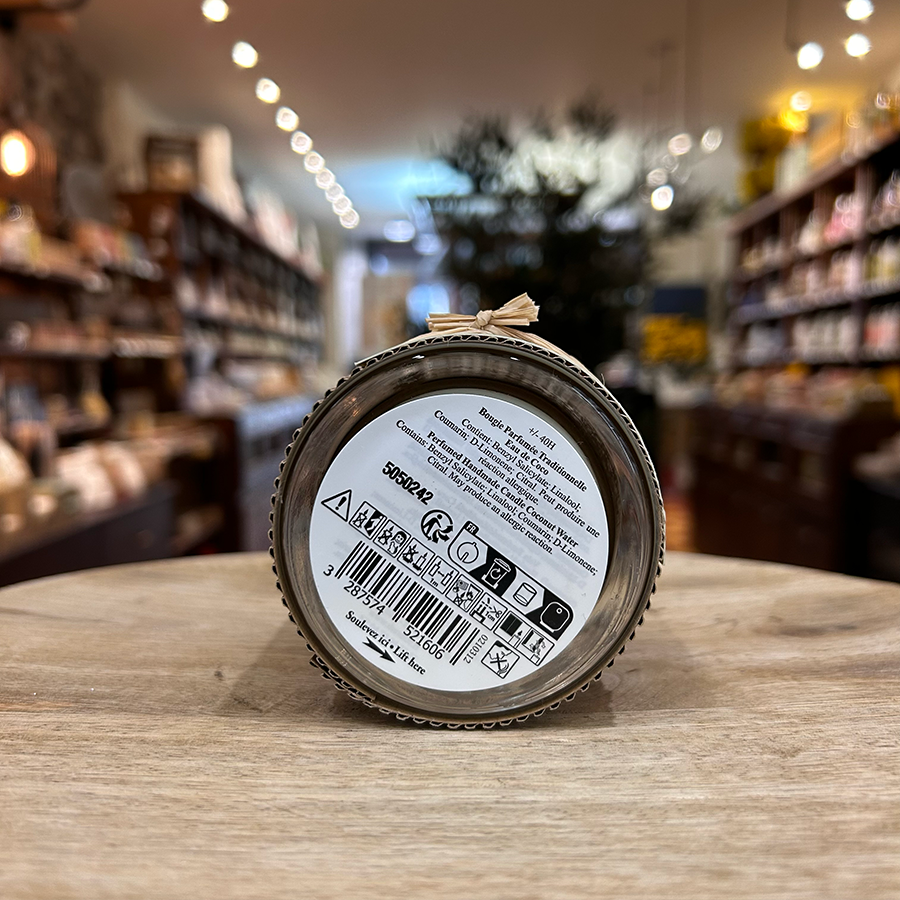 +/- 40H
Bougie Parfumée Traditionnelle
Eau de Coco
Contient: Benzyl Salicylate; Linalool,
Coumarin; D-Limonene; Citral. Peut produire une
réaction allergique.
Perfumed Handmade Candle Coconut Water
Contains: Benzyl Salicylate; Linalool; Coumarin; D-Limonene;
Citral. May produce an allergic reaction.
5050242
FR
3 287574 521606
0210312
Soulevez ici • Lift here